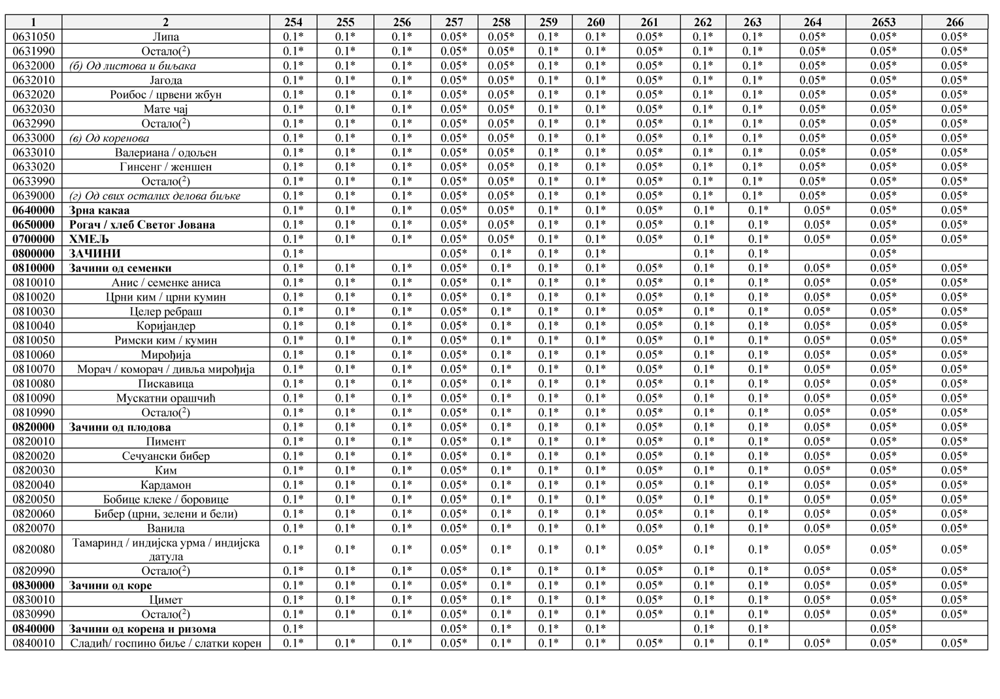 1 2 254 255 256 257 258 259 260 261 262 263 264 2653 266
0631050 Липа 0.1* 0.1* 0.1* 0.05* 0.05* 0.1* 0.1* 0.05* 0.1* 0.1* 0.05* 0.05* 0.05*
0631990 Остало(²) 0.1* 0.1* 0.1* 0.05* 0.05* 0.1* 0.1* 0.05* 0.1* 0.1* 0.05* 0.05* 0.05*
0632000 (б) Од листова и биљака 0.1* 0.1* 0.1* 0.05* 0.05* 0.1* 0.1* 0.05* 0.1* 0.1* 0.05* 0.05* 0.05*
0632010 Јагода 0.1* 0.1* 0.1* 0.05* 0.05* 0.1* 0.1* 0.05* 0.1* 0.1* 0.05* 0.05* 0.05*
0632020 Роибос / црвени жбун 0.1* 0.1* 0.1* 0.05* 0.05* 0.1* 0.1* 0.05* 0.1* 0.1* 0.05* 0.05* 0.05*
0632030 Мате чај 0.1* 0.1* 0.1* 0.05* 0.05* 0.1* 0.1* 0.05* 0.1* 0.1* 0.05* 0.05* 0.05*
0632990 Остало(²) 0.1* 0.1* 0.1* 0.05* 0.05* 0.1* 0.1* 0.05* 0.1* 0.1* 0.05* 0.05* 0.05*
0633000 (в) Од коренова 0.1* 0.1* 0.1* 0.05* 0.05* 0.1* 0.1* 0.05* 0.1* 0.1* 0.05* 0.05* 0.05*
0633010 Валериана / одољен 0.1* 0.1* 0.1* 0.05* 0.05* 0.1* 0.1* 0.05* 0.1* 0.1* 0.05* 0.05* 0.05*
0633020 Гинсенг / женшен 0.1* 0.1* 0.1* 0.05* 0.05* 0.1* 0.1* 0.05* 0.1* 0.1* 0.05* 0.05* 0.05*
0633990 Остало(²) 0.1* 0.1* 0.1* 0.05* 0.05* 0.1* 0.1* 0.05* 0.1* 0.1* 0.05* 0.05* 0.05*
0639000 (г) Од свих осталих делова биљке 0.1* 0.1* 0.1* 0.05* 0.05* 0.1* 0.1* 0.05* 0.1* 0.1* 0.05* 0.05* 0.05*
0640000 Зрна какаа 0.1* 0.1* 0.1* 0.05* 0.05* 0.1* 0.1* 0.05* 0.1* 0.1* 0.05* 0.05* 0.05*
0650000 Рогач / хлеб Светог Јована 0.1* 0.1* 0.1* 0.05* 0.05* 0.1* 0.1* 0.05* 0.1* 0.1* 0.05* 0.05* 0.05*
0700000 ХМЕЉ 0.1* 0.1* 0.1* 0.05* 0.05* 0.1* 0.1* 0.05* 0.1* 0.1* 0.05* 0.05* 0.05*
0800000 ЗАЧИНИ 0.1* 0.05* 0.1* 0.1* 0.1* 0.1* 0.1* 0.05*
0810000 Зачини од семенки 0.1* 0.1* 0.1* 0.05* 0.1* 0.1* 0.1* 0.05* 0.1* 0.1* 0.05* 0.05* 0.05*
0810010 Анис / семенке аниса 0.1* 0.1* 0.1* 0.05* 0.1* 0.1* 0.1* 0.05* 0.1* 0.1* 0.05* 0.05* 0.05*
0810020 Црни ким / црни кумин 0.1* 0.1* 0.1* 0.05* 0.1* 0.1* 0.1* 0.05* 0.1* 0.1* 0.05* 0.05* 0.05*
0810030 Целер ребраш 0.1* 0.1* 0.1* 0.05* 0.1* 0.1* 0.1* 0.05* 0.1* 0.1* 0.05* 0.05* 0.05*
0810040 Коријандер 0.1* 0.1* 0.1* 0.05* 0.1* 0.1* 0.1* 0.05* 0.1* 0.1* 0.05* 0.05* 0.05*
0810050 Римски ким / кумин 0.1* 0.1* 0.1* 0.05* 0.1* 0.1* 0.1* 0.05* 0.1* 0.1* 0.05* 0.05* 0.05*
0810060 Мирођија 0.1* 0.1* 0.1* 0.05* 0.1* 0.1* 0.1* 0.05* 0.1* 0.1* 0.05* 0.05* 0.05*
0810070 Морач / коморач / дивља мирођија 0.1* 0.1* 0.1* 0.05* 0.1* 0.1* 0.1* 0.05* 0.1* 0.1* 0.05* 0.05* 0.05*
0810080 Пискавица 0.1* 0.1* 0.1* 0.05* 0.1* 0.1* 0.1* 0.05* 0.1* 0.1* 0.05* 0.05* 0.05*
0810090 Мускатни орашчић 0.1* 0.1* 0.1* 0.05* 0.1* 0.1* 0.1* 0.05* 0.1* 0.1* 0.05* 0.05* 0.05*
0810990 Остало(²) 0.1* 0.1* 0.1* 0.05* 0.1* 0.1* 0.1* 0.05* 0.1* 0.1* 0.05* 0.05* 0.05*
0820000 Зачини од плодова 0.1* 0.1* 0.1* 0.05* 0.1* 0.1* 0.1* 0.05* 0.1* 0.1* 0.05* 0.05* 0.05*
0820010 Пимент 0.1* 0.1* 0.1* 0.05* 0.1* 0.1* 0.1* 0.05* 0.1* 0.1* 0.05* 0.05* 0.05*
0820020 Сечуански бибер 0.1* 0.1* 0.1* 0.05* 0.1* 0.1* 0.1* 0.05* 0.1* 0.1* 0.05* 0.05* 0.05*
0820030 Ким 0.1* 0.1* 0.1* 0.05* 0.1* 0.1* 0.1* 0.05* 0.1* 0.1* 0.05* 0.05* 0.05*
0820040 Кардамон 0.1* 0.1* 0.1* 0.05* 0.1* 0.1* 0.1* 0.05* 0.1* 0.1* 0.05* 0.05* 0.05*
0820050 Бобице клеке / боровице 0.1* 0.1* 0.1* 0.05* 0.1* 0.1* 0.1* 0.05* 0.1* 0.1* 0.05* 0.05* 0.05*
0820060 Бибер (црни, зелени и бели) 0.1* 0.1* 0.1* 0.05* 0.1* 0.1* 0.1* 0.05* 0.1* 0.1* 0.05* 0.05* 0.05*
0820070 Ванила 0.1* 0.1* 0.1* 0.05* 0.1* 0.1* 0.1* 0.05* 0.1* 0.1* 0.05* 0.05* 0.05*
0820080 Тамаринд / индијска урма / индијска
датула 0.1* 0.1* 0.1* 0.05* 0.1* 0.1* 0.1* 0.05* 0.1* 0.1* 0.05* 0.05* 0.05*
0820990 Остало(²) 0.1* 0.1* 0.1* 0.05* 0.1* 0.1* 0.1* 0.05* 0.1* 0.1* 0.05* 0.05* 0.05*
0830000 Зачини од коре 0.1* 0.1* 0.1* 0.05* 0.1* 0.1* 0.1* 0.05* 0.1* 0.1* 0.05* 0.05* 0.05*
0830010 Цимет 0.1* 0.1* 0.1* 0.05* 0.1* 0.1* 0.1* 0.05* 0.1* 0.1* 0.05* 0.05* 0.05*
0830990 Остало(²) 0.1* 0.1* 0.1* 0.05* 0.1* 0.1* 0.1* 0.05* 0.1* 0.1* 0.05* 0.05* 0.05*
0840000 Зачини од корена и ризома 0.1* 0.05* 0.1* 0.1* 0.1* 0.1* 0.1* 0.05*
0840010 Сладић/ госпино биље / слатки корен 0.1* 0.1* 0.1* 0.05* 0.1* 0.1* 0.1* 0.05* 0.1* 0.1* 0.05* 0.05* 0.05*